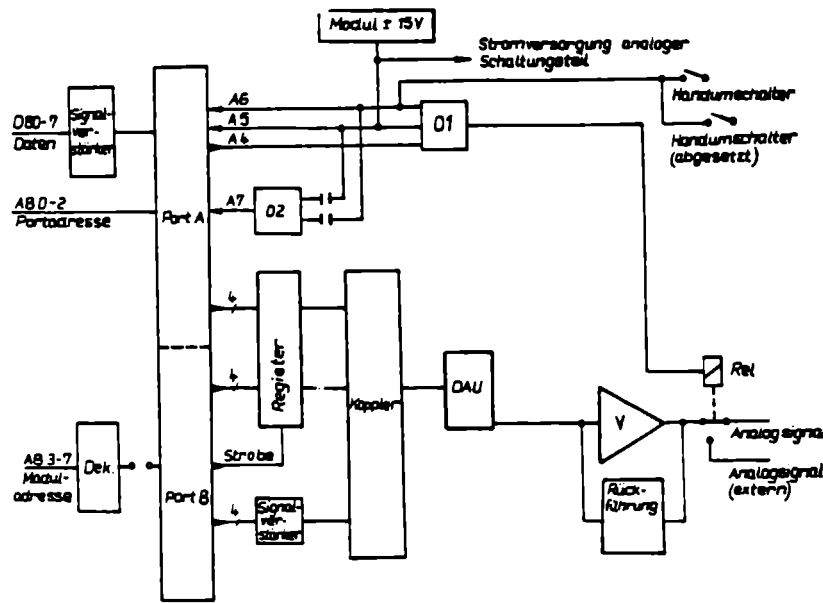 Modul ± 15V
Stromversorgung analoger
Schaltungsteil
A6
A5
A4
01
Handumschalter
Handumschalter
(abgesetzt)
DB0-7
Daten
Signal-
ver-
stärker
Port A
A7
02
AB 0-2
Portadresse
4
Register
4
Koppler
DAU
V
Rel
Analogsignal
Analogsignal
(extern)
Rück-
führung
Strobe
AB 3-7
Modul-
adresse
Dek.
Port B
4
Signal-
ver-
stärker